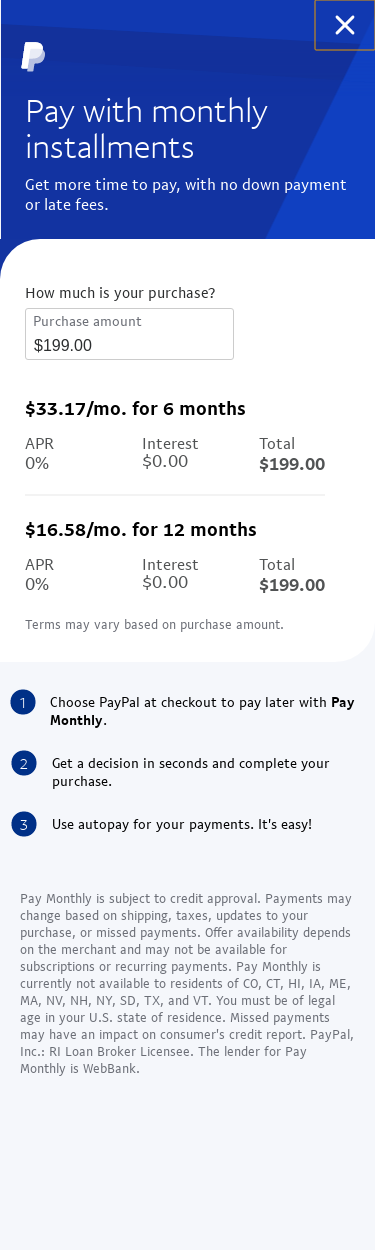 Pay with monthly
installments
Get more time to pay, with no down payment
or late fees.
How much is your purchase?
Purchase amount
$199.00
$33.17/mo. for 6 months
APR Interest Total
0% $0.00 $199.00
$16.58/mo. for 12 months
APR Interest Total
0% $0.00 $199.00
Terms may vary based on purchase amount.
1 Choose PayPal at checkout to pay later with Pay
Monthly.
2 Get a decision in seconds and complete your
purchase.
3 Use autopay for your payments. It's easy!
Pay Monthly is subject to credit approval. Payments may
change based on shipping, taxes, updates to your
purchase, or missed payments. Offer availability depends
on the merchant and may not be available for
subscriptions or recurring payments. Pay Monthly is
currently not available to residents of CO, CT, HI, IA, ME,
MA, NV, NH, NY, SD, TX, and VT. You must be of legal
age in your U.S. state of residence. Missed payments
may have an impact on consumer's credit report. PayPal,
Inc.: RI Loan Broker Licensee. The lender for Pay
Monthly is WebBank.